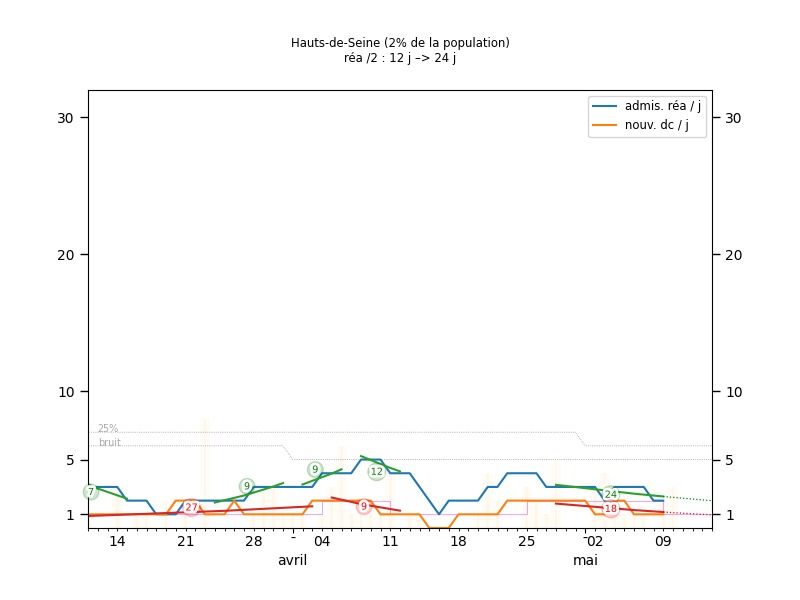 Hauts-de-Seine (2% de la population)
réa /2 : 12 j –> 24 j
admis. réa / j
nouv. dc / j
30 30
20 20
10 10
5 5
1 1
25%
bruit
7 27 9 9 12 9 24 18
14 21 28 04 11 18 25 02 09
avril mai